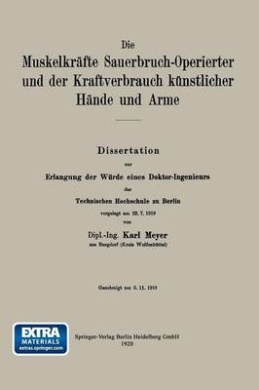 Die
Muskelkräfte Sauerbruch-Operierter
und der Kraftverbrauch künstlicher
Hände und Arme
Dissertation
zur
Erlangung der Würde eines Doktor-Ingenieurs
der
Technischen Hochschule zu Berlin
vorgelegt am 22. 7. 1919
von
Dipl.-Ing. Karl Meyer
aus Burgdorf (Kreis Wolfenbüttel)
Genehmigt am 5. 11. 1919
EXTRA
MATERIALS
extras.springer.com
Springer-Verlag Berlin Heidelberg GmbH
1920